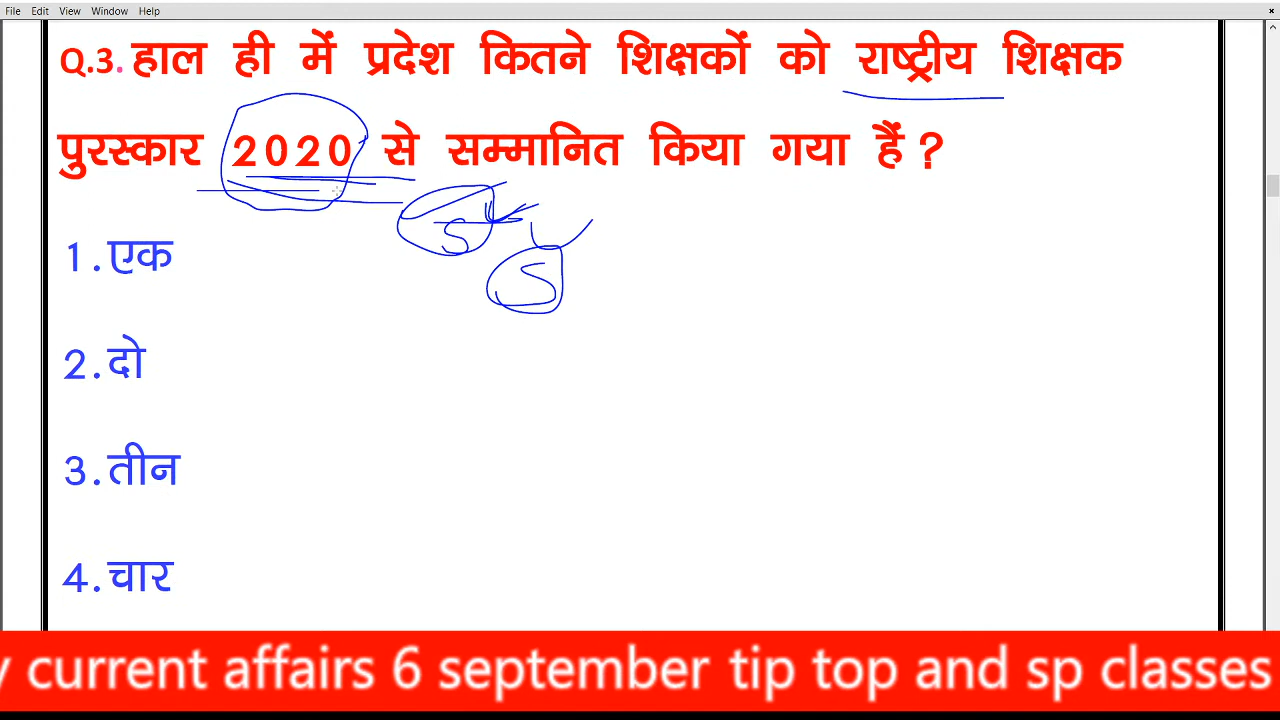 File Edit View Window Help
Q.3. हाल ही में प्रदेश कितने शिक्षकों को राष्ट्रीय शिक्षक
पुरस्कार 2020 से सम्मानित किया गया हैं ?
S
S
1. एक
2. दो
3. तीन
4. चार
current affairs 6 september tip top and sp classes